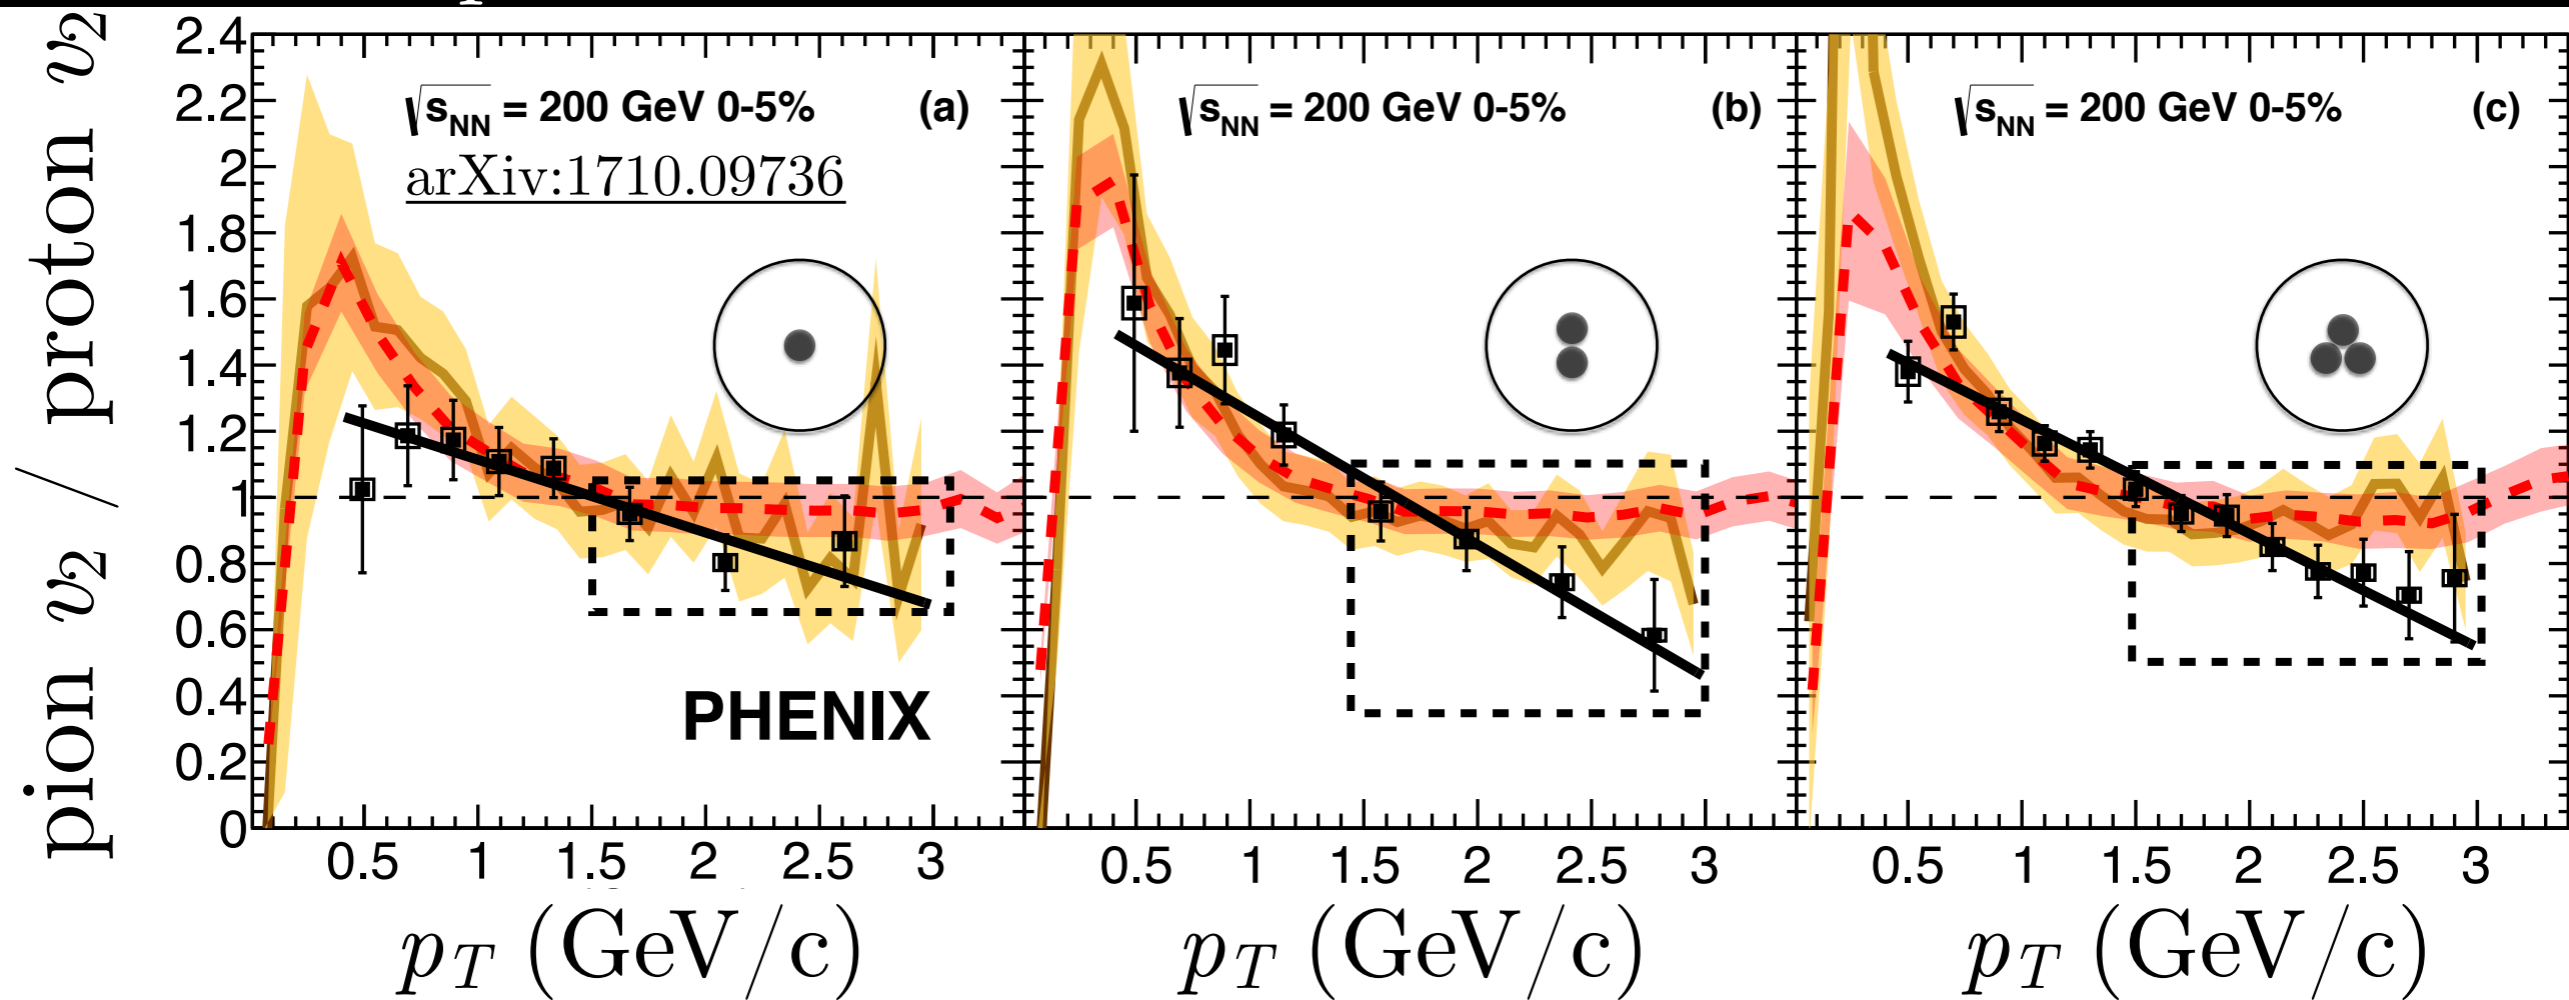 pion v₂ / proton v₂
2.4
2.2
2
1.8
1.6
1.4
1.2
1
0.8
0.6
0.4
0.2
0
√sNN = 200 GeV 0-5% (a)
arXiv:1710.09736
PHENIX
√sNN = 200 GeV 0-5% (b)
√sNN = 200 GeV 0-5% (c)
0.5 1 1.5 2 2.5 3
0.5 1 1.5 2 2.5 3
0.5 1 1.5 2 2.5 3
pT (GeV/c)
pT (GeV/c)
pT (GeV/c)